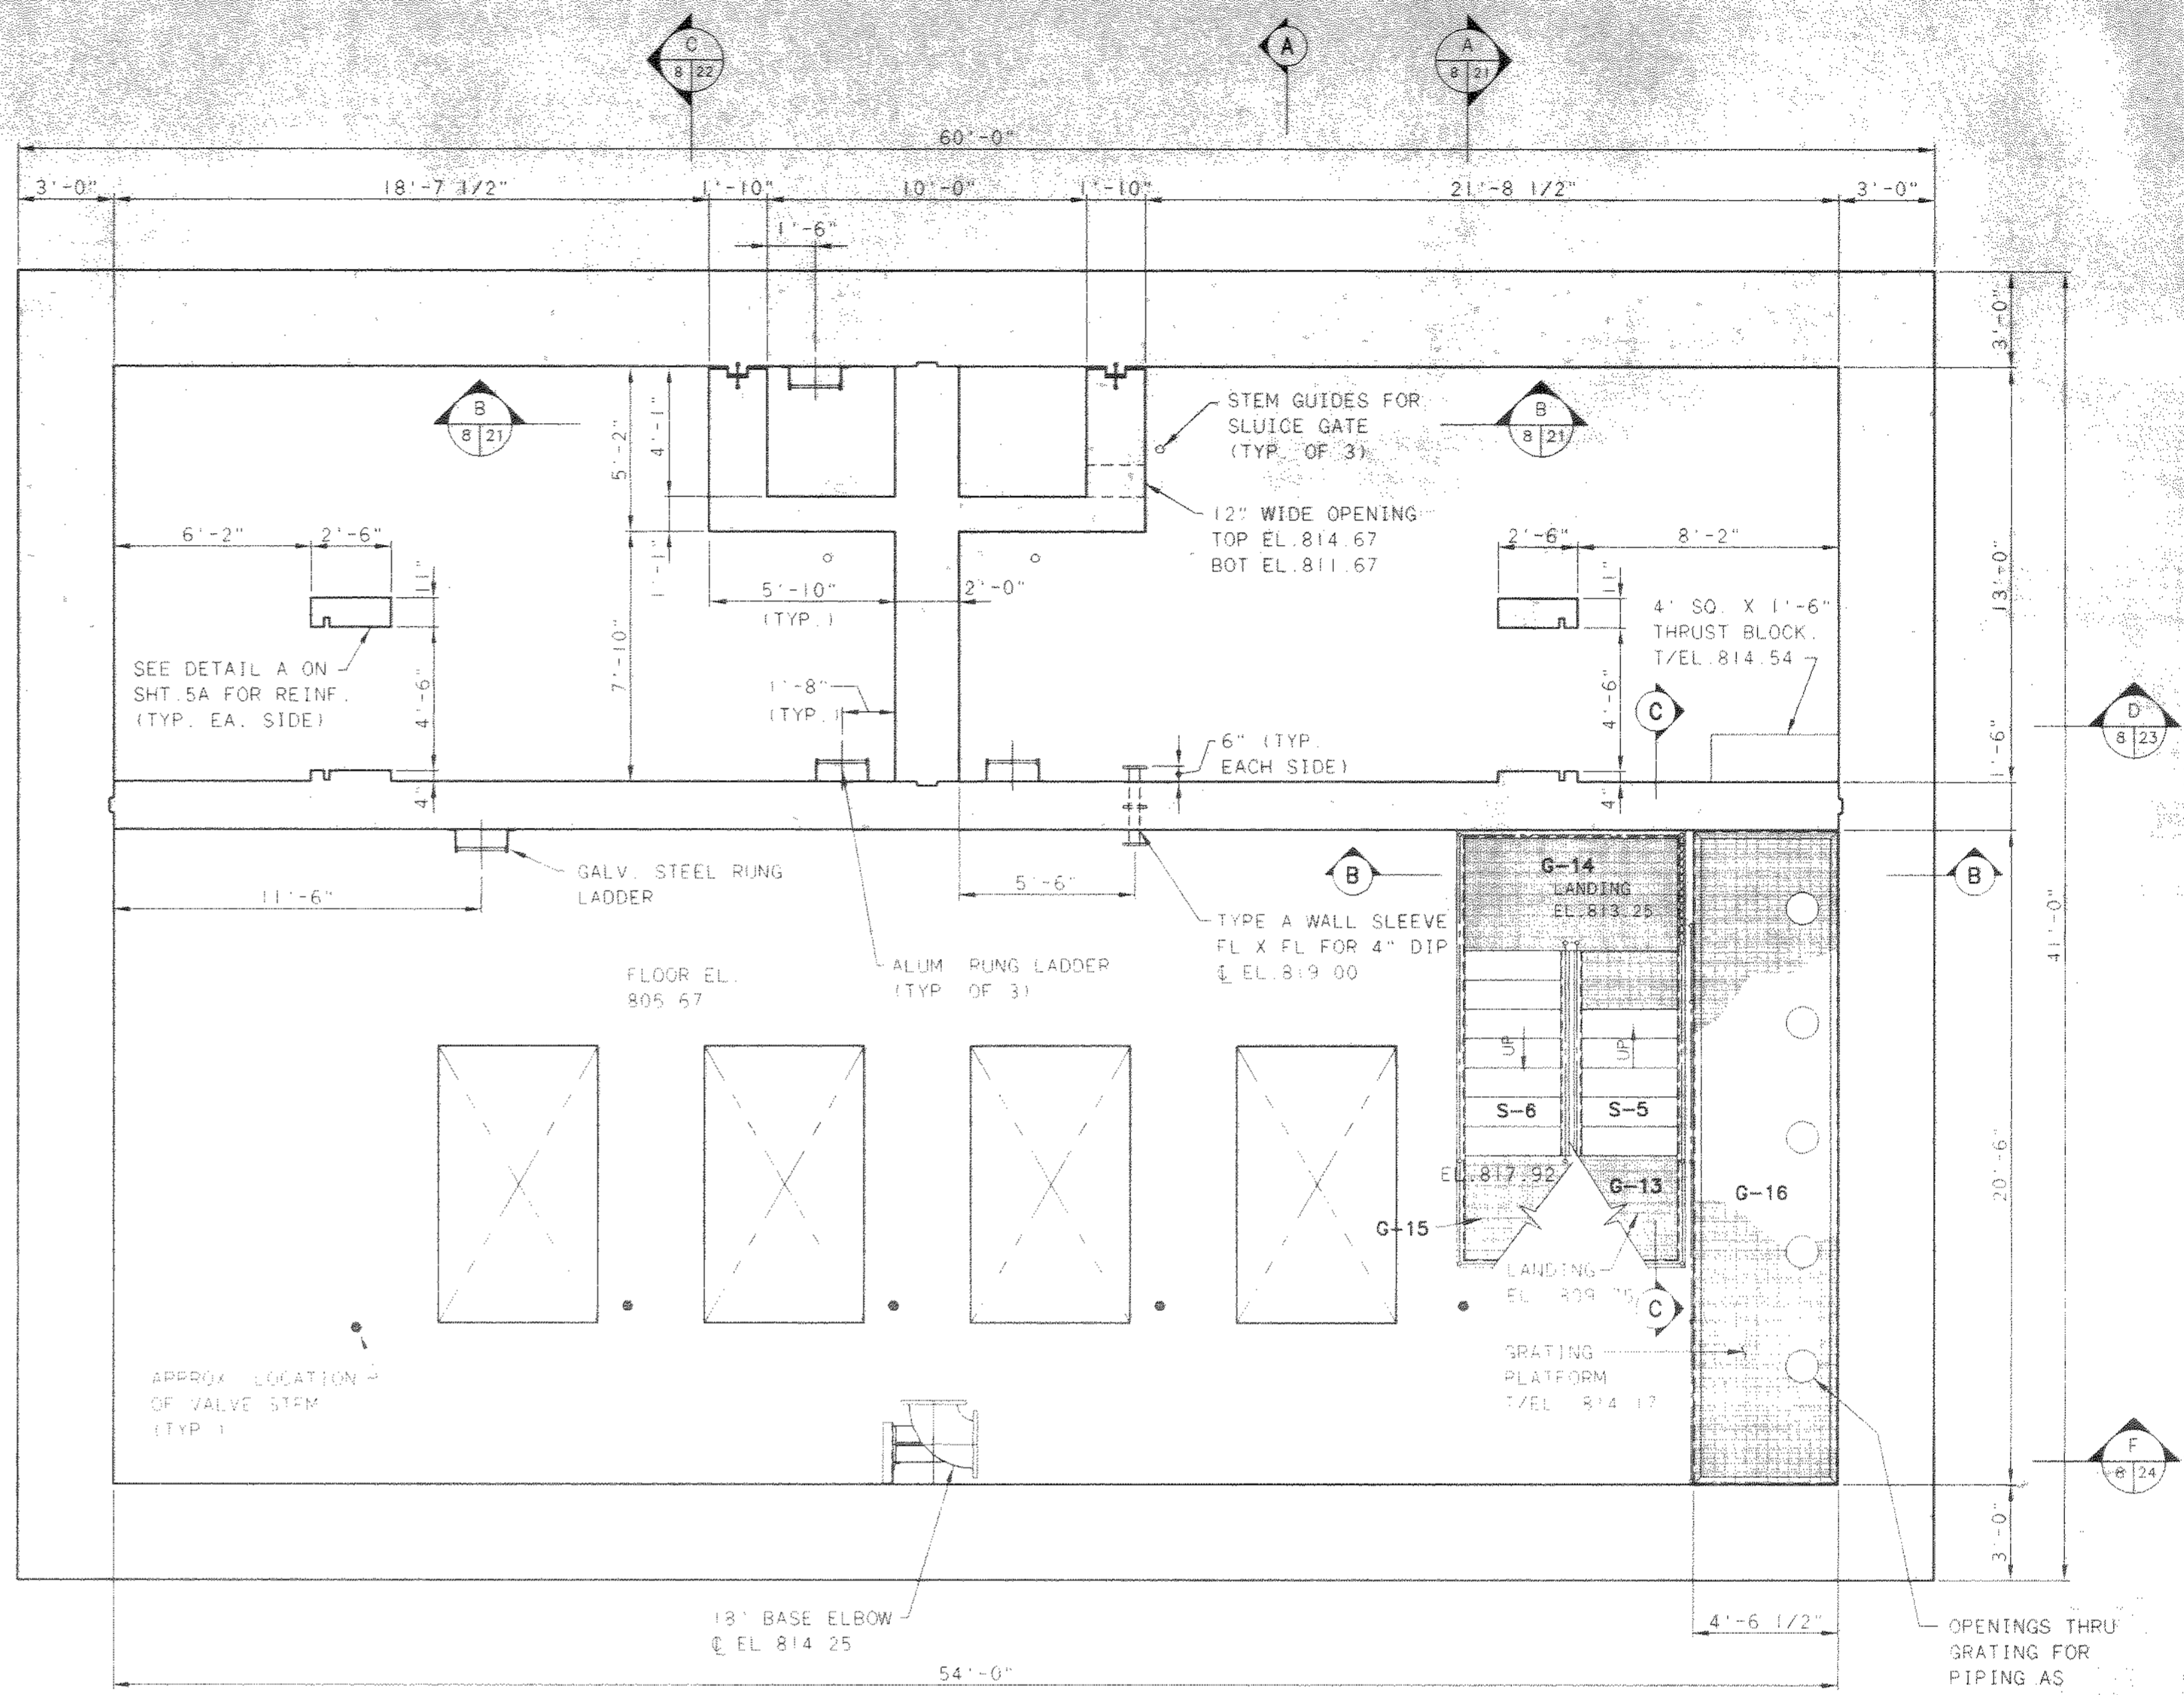 C
8 22
A
A
8 21
60'-0"
3'-0"
18'-7 1/2"
1'-10"
10'-0"
1'-10"
21'-8 1/2"
3'-0"
1'-6"
3'-0"
B
8 21
5'-2"
4'-1"
STEM GUIDES FOR
SLUICE GATE
(TYP. OF 3)
B
8 21
12" WIDE OPENING
TOP EL.814.67
BOT EL.811.67
6'-2"
2'-6"
11"
1'-1"
5'-10"
(TYP.)
2'-0"
2'-6"
8'-2"
11"
13'-0"
4' SQ. X 1'-6"
THRUST BLOCK.
T/EL.814.54
SEE DETAIL A ON
SHT.5A FOR REINF.
(TYP. EA. SIDE)
4'-6"
7'-10"
1'-8"
(TYP.)
4'-6"
C
D
8 23
6" (TYP.
EACH SIDE)
1'-6"
4"
4"
GALV. STEEL RUNG
LADDER
11'-6"
5'-6"
B
G-14
LANDING
EL.813.25
B
41'-0"
TYPE A WALL SLEEVE
FL X FL FOR 4" DIP
℄ EL.819 00
ALUM RUNG LADDER
(TYP OF 3)
FLOOR EL.
UP
UP
S-6
S-5
EL.817.92
G-13
G-16
G-15
20'-6"
LANDING
C
GRATING
PLATFORM
T/EL 814 17
APPROX LOCATION
OF VALVE STEM
(TYP )
F
8 24
3'-0"
BASE ELBOW
℄ EL 814 25
4'-6 1/2"
OPENINGS THRU
GRATING FOR
PIPING AS
54'-0"